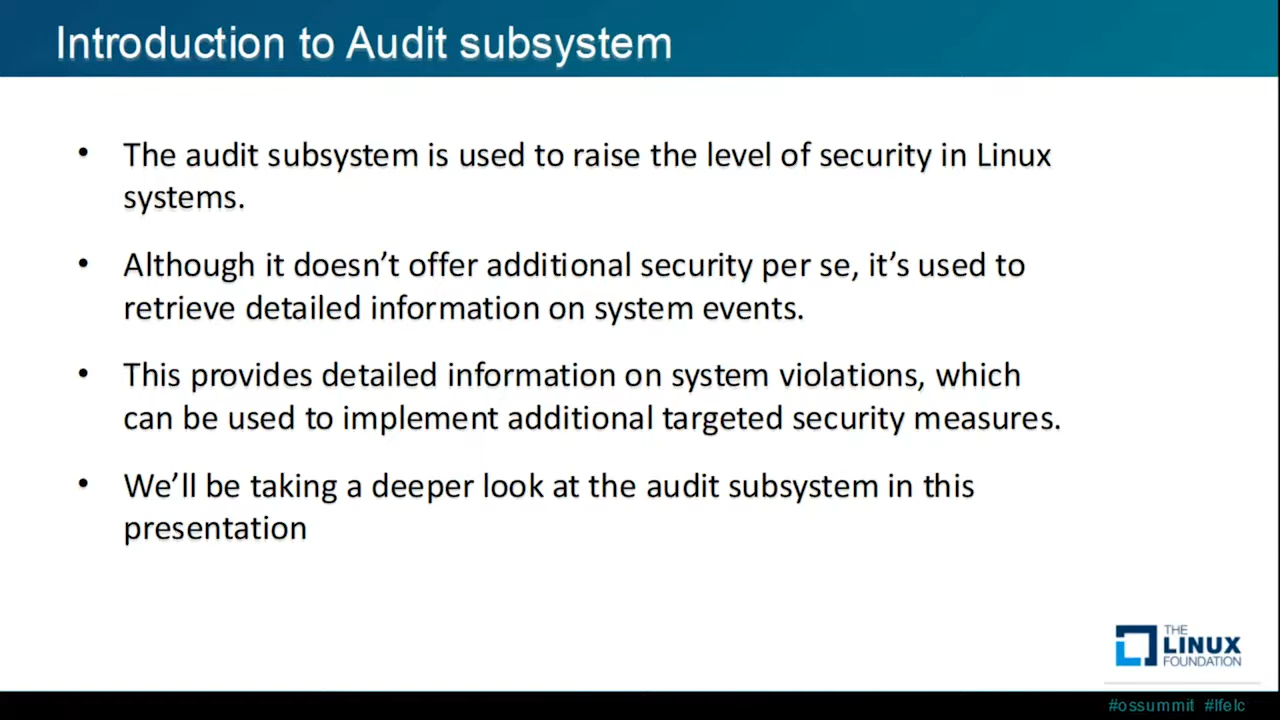 Introduction to Audit subsystem
• The audit subsystem is used to raise the level of security in Linux
systems.
• Although it doesn’t offer additional security per se, it’s used to
retrieve detailed information on system events.
• This provides detailed information on system violations, which
can be used to implement additional targeted security measures.
• We’ll be taking a deeper look at the audit subsystem in this
presentation
THE
LINUX
FOUNDATION
#ossummit #lfelc